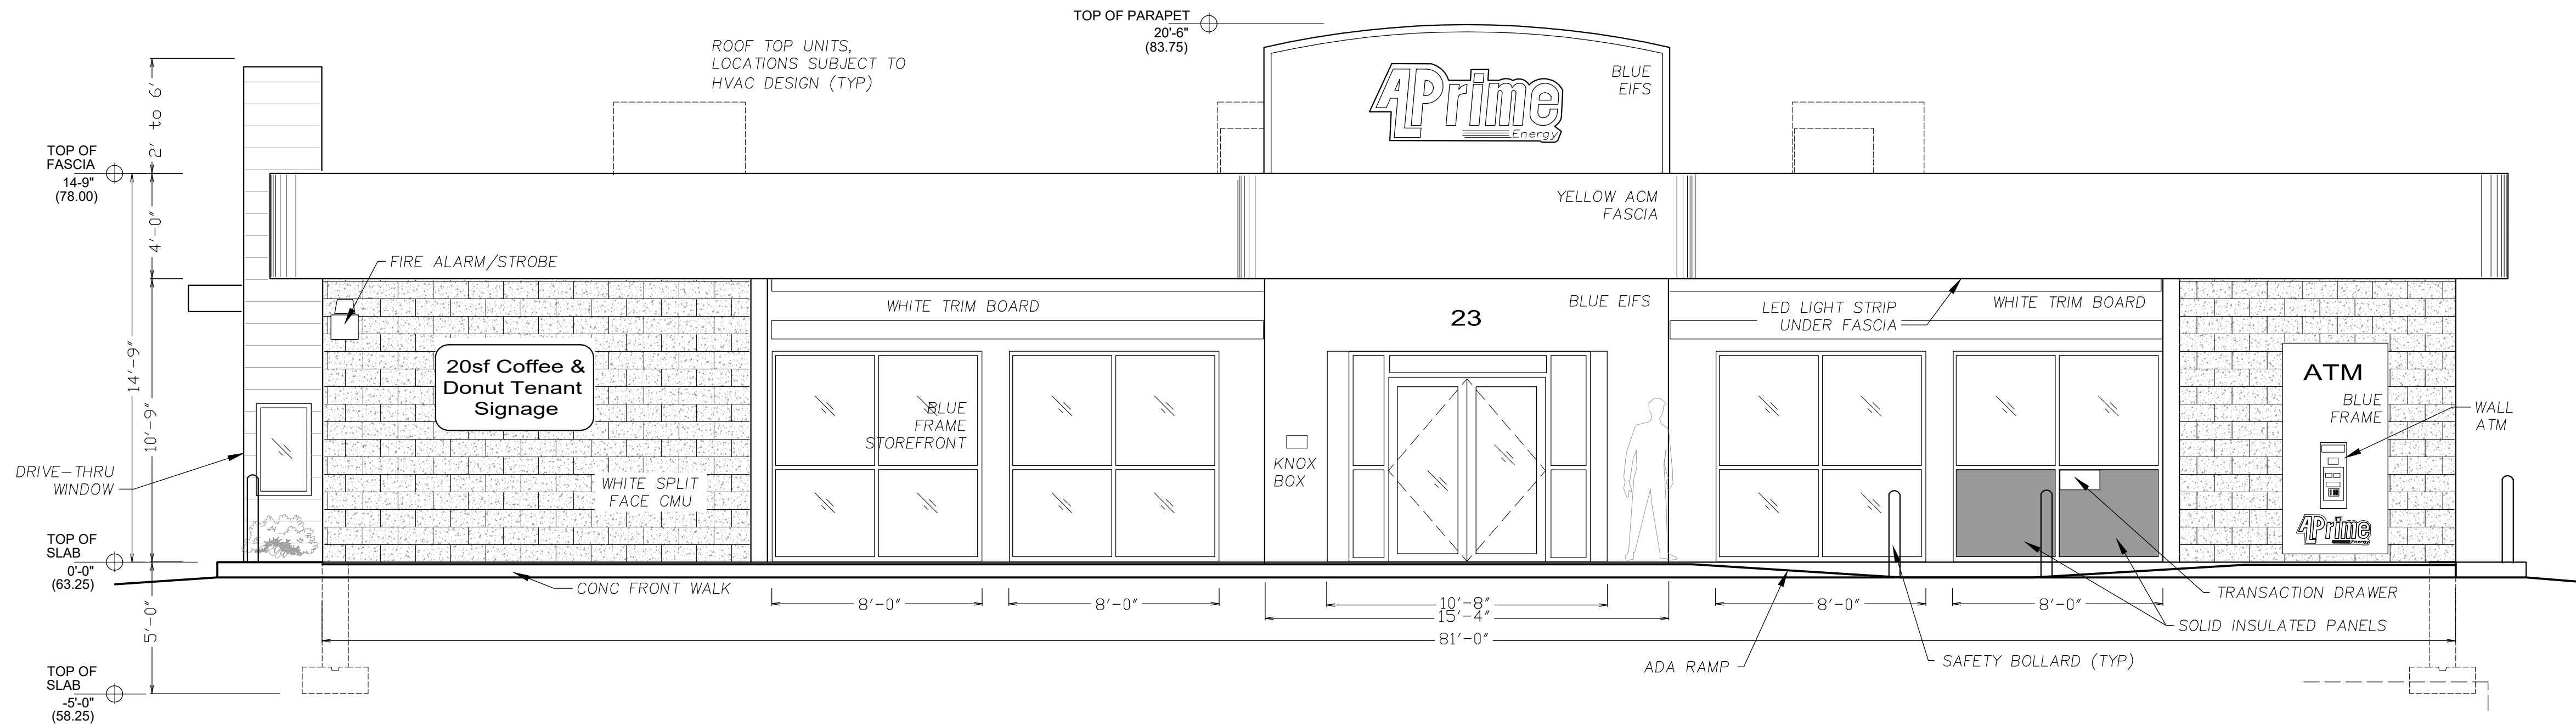 TOP OF PARAPET
20'-6"
(83.75)
ROOF TOP UNITS,
LOCATIONS SUBJECT TO
HVAC DESIGN (TYP)
BLUE
EIFS
ALPrime
Energy
2' to 6'
TOP OF
FASCIA
14-9"
(78.00)
4'-0"
YELLOW ACM
FASCIA
FIRE ALARM/STROBE
WHITE TRIM BOARD
BLUE EIFS
23
LED LIGHT STRIP
UNDER FASCIA
WHITE TRIM BOARD
14'-9"
10'-9"
20sf Coffee &
Donut Tenant
Signage
BLUE
FRAME
STOREFRONT
ATM
BLUE
FRAME
WALL
ATM
KNOX
BOX
DRIVE-THRU
WINDOW
WHITE SPLIT
FACE CMU
ALPrime
Energy
TOP OF
SLAB
0'-0"
(63.25)
CONC FRONT WALK
8'-0"
8'-0"
10'-8"
15'-4"
8'-0"
8'-0"
TRANSACTION DRAWER
SOLID INSULATED PANELS
5'-0"
81'-0"
ADA RAMP
SAFETY BOLLARD (TYP)
TOP OF
SLAB
-5'-0"
(58.25)